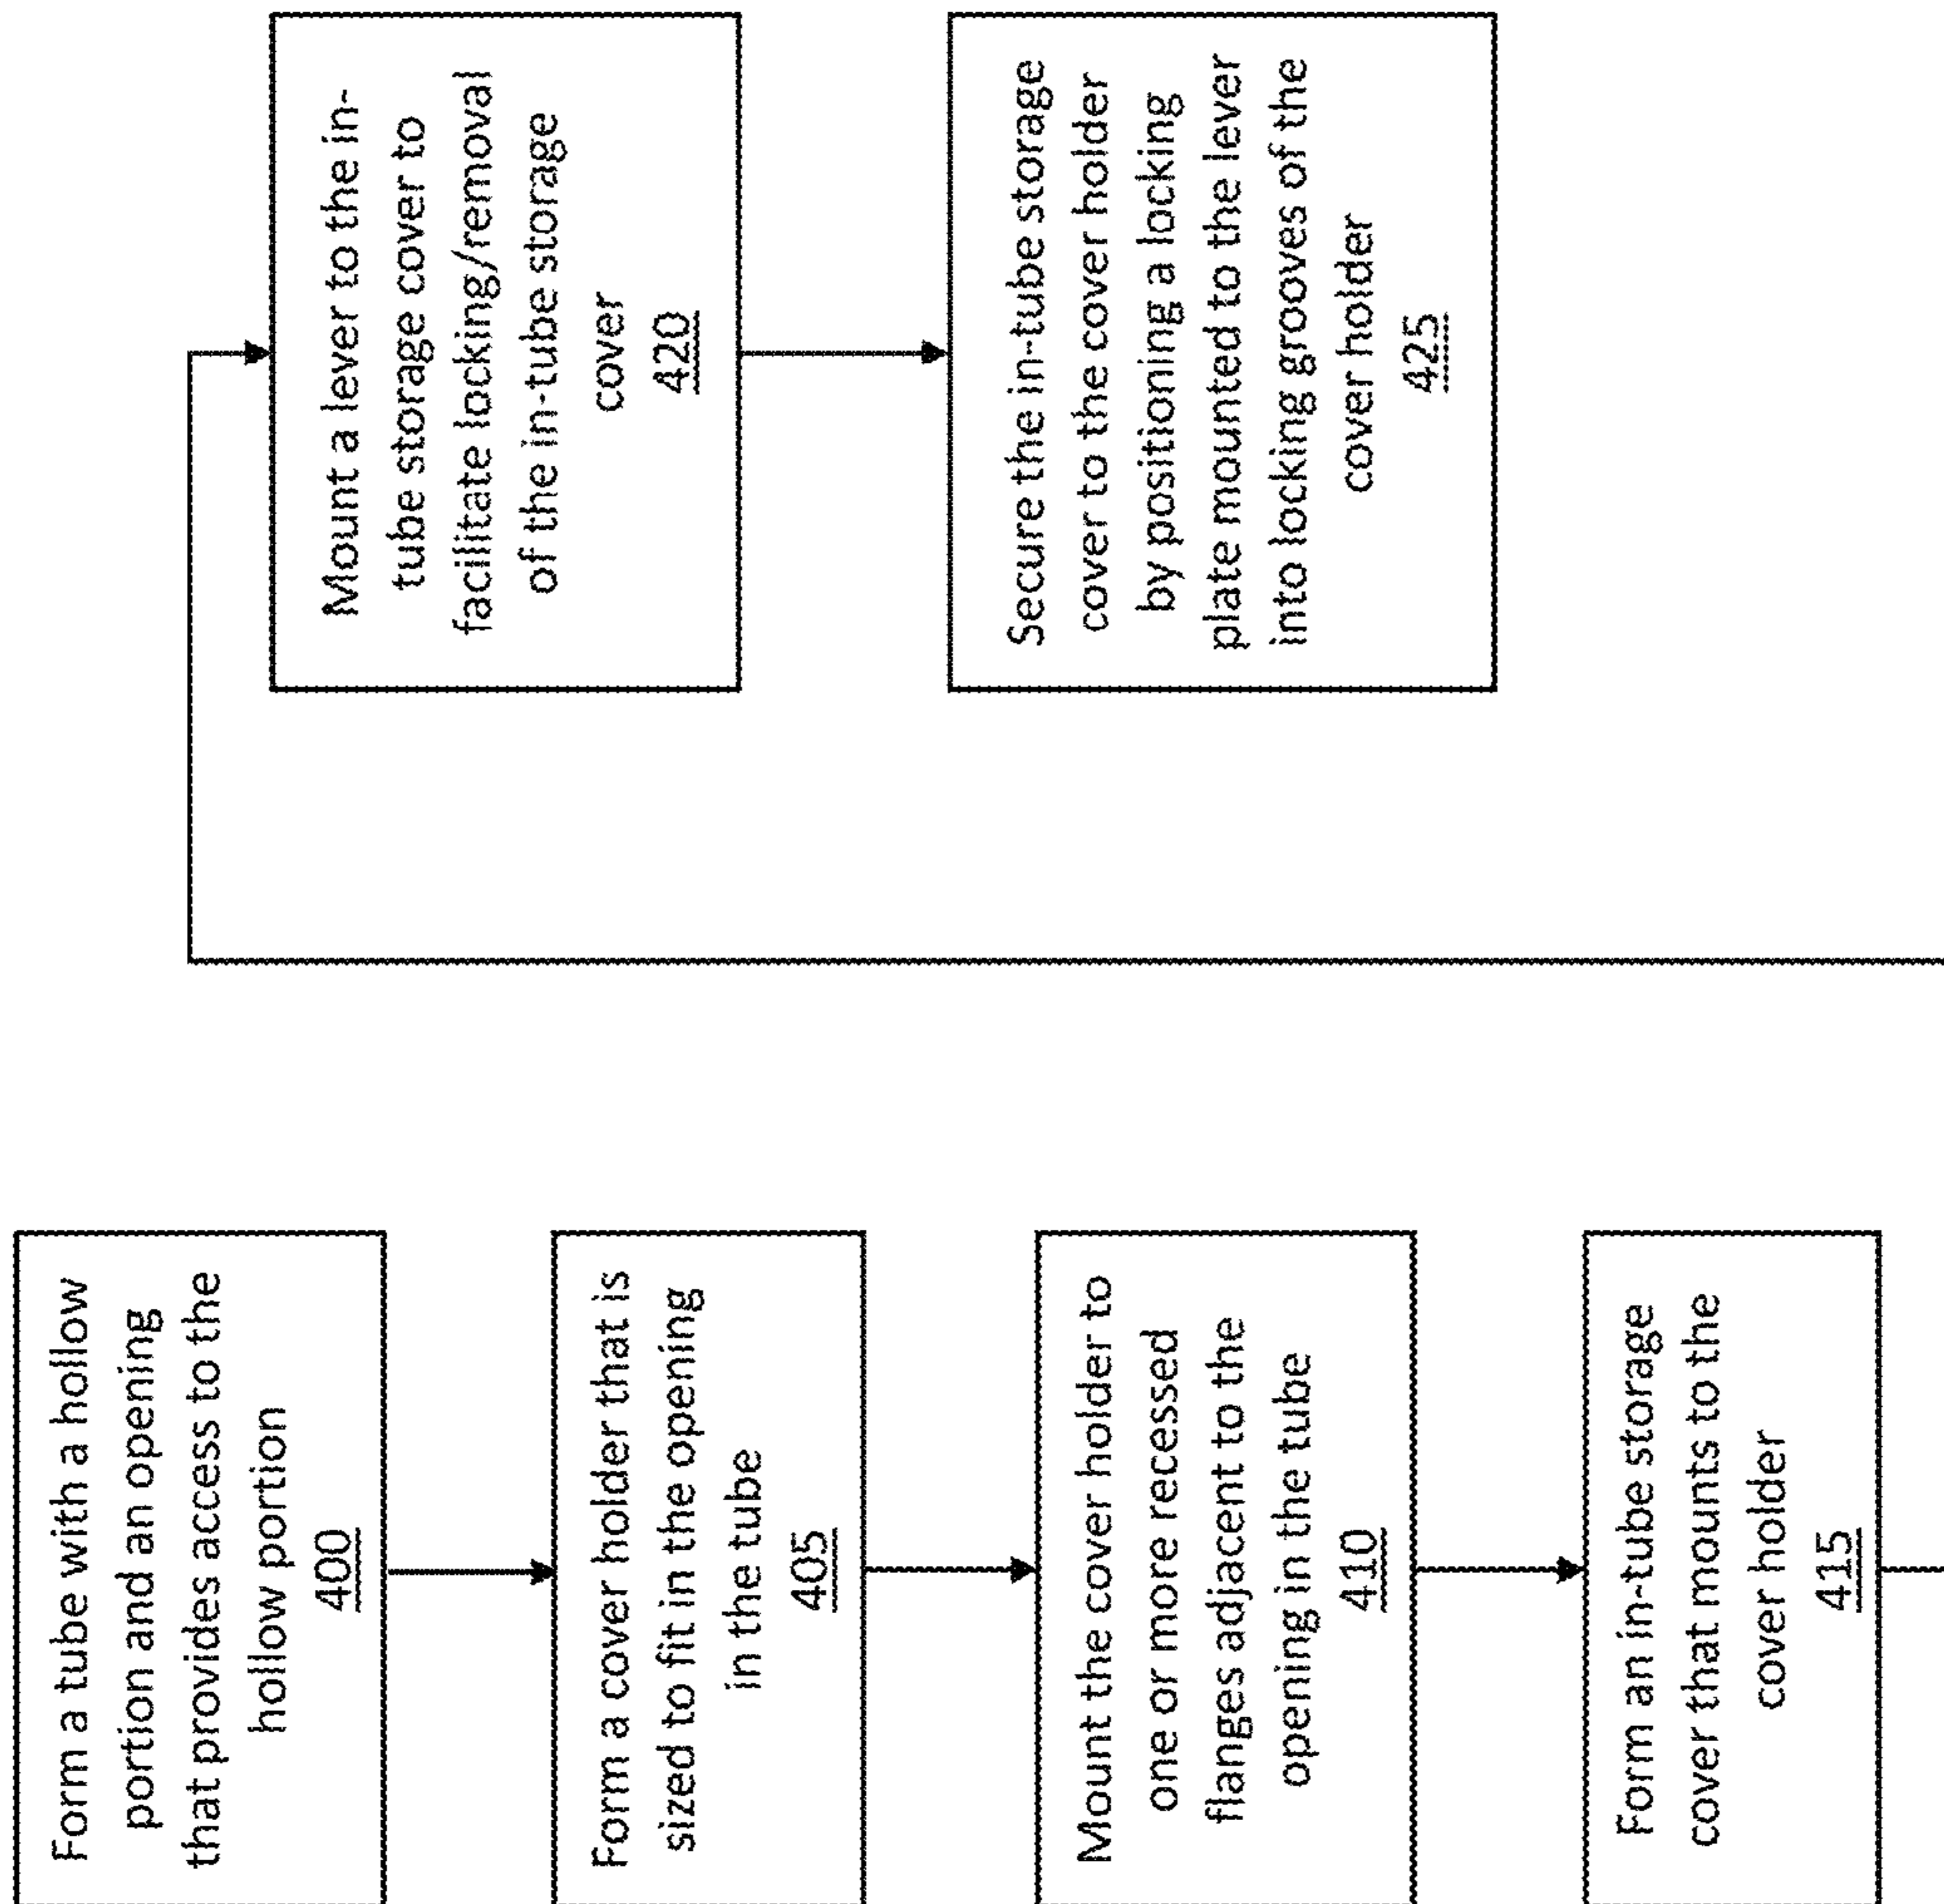 Form a tube with a hollow
portion and an opening
that provides access to the
hollow portion
400
Form a cover holder that is
sized to fit in the opening
in the tube
405
Mount the cover holder to
one or more recessed
flanges adjacent to the
opening in the tube
410
Form an in-tube storage
cover that mounts to the
cover holder
415
Mount a lever to the in-
tube storage cover to
facilitate locking/removal
of the in-tube storage
cover
420
Secure the in-tube storage
cover to the cover holder
by positioning a locking
plate mounted to the lever
into locking grooves of the
cover holder
425